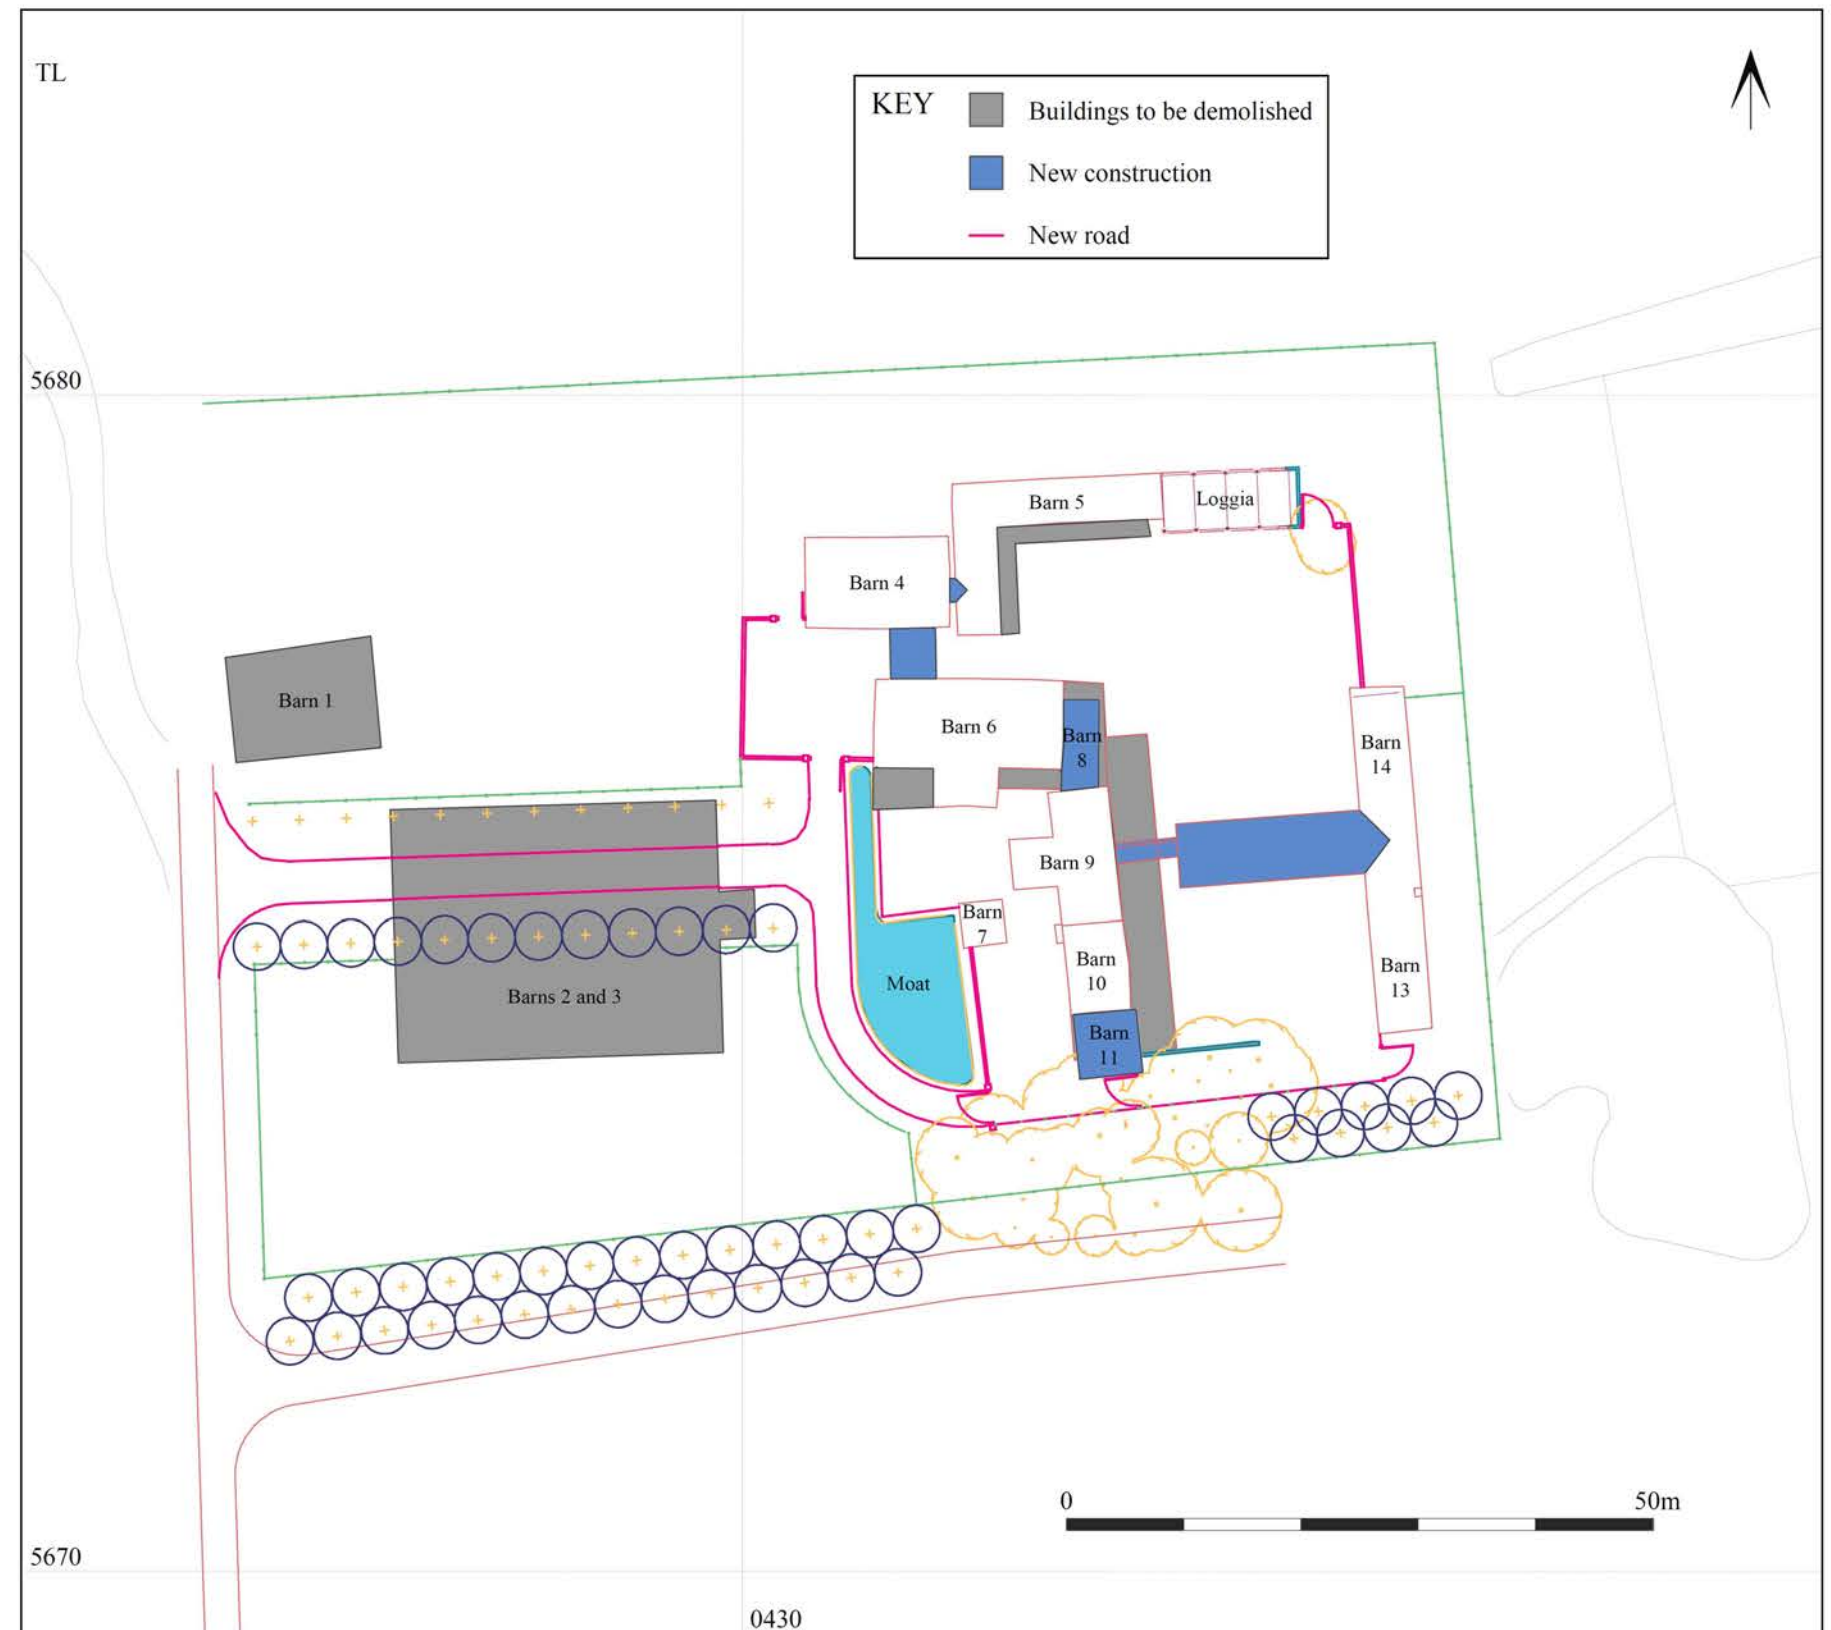 TL
KEY
Buildings to be demolished
New construction
New road
5680
Barn 5
Loggia
Barn 4
Barn 1
Barn 6
Barn
8
Barn
14
Barn 9
Barn
7
Barns 2 and 3
Moat
Barn
10
Barn
13
Barn
11
0
50m
5670
0430